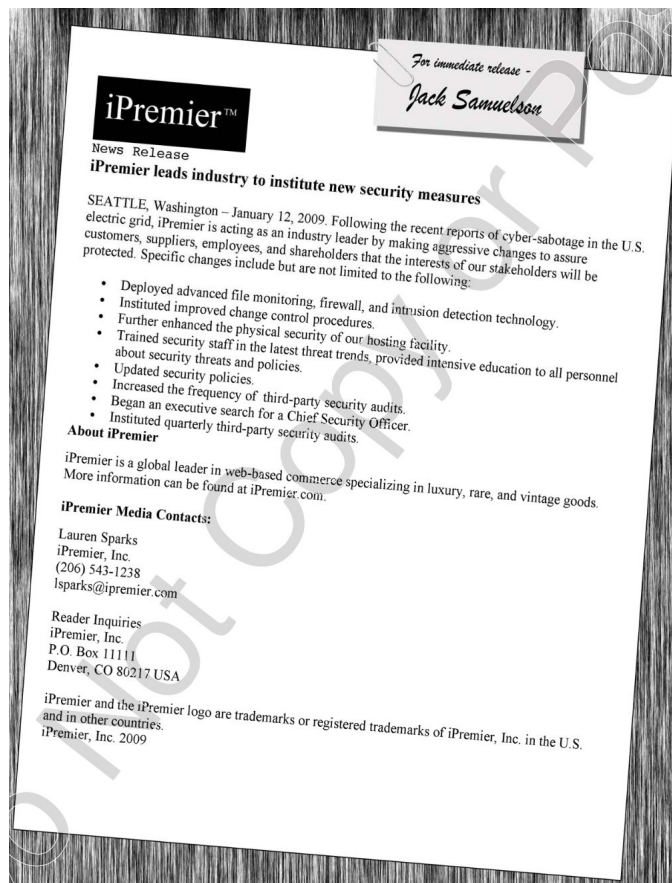 For immediate release -
Jack Samuelson
iPremier™
News Release
iPremier leads industry to institute new security measures
SEATTLE, Washington – January 12, 2009. Following the recent reports of cyber-sabotage in the U.S.
electric grid, iPremier is acting as an industry leader by making aggressive changes to assure
customers, suppliers, employees, and shareholders that the interests of our stakeholders will be
protected. Specific changes include but are not limited to the following:
• Deployed advanced file monitoring, firewall, and intrusion detection technology.
• Instituted improved change control procedures.
• Further enhanced the physical security of our hosting facility.
• Trained security staff in the latest threat trends, provided intensive education to all personnel
about security threats and policies.
• Updated security policies.
• Increased the frequency of third-party security audits.
• Began an executive search for a Chief Security Officer.
• Instituted quarterly third-party security audits.
About iPremier
iPremier is a global leader in web-based commerce specializing in luxury, rare, and vintage goods.
More information can be found at iPremier.com.
iPremier Media Contacts:
Lauren Sparks
iPremier, Inc.
(206) 543-1238
lsparks@ipremier.com
Reader Inquiries
iPremier, Inc.
P.O. Box 11111
Denver, CO 80217 USA
iPremier and the iPremier logo are trademarks or registered trademarks of iPremier, Inc. in the U.S.
and in other countries.
iPremier, Inc. 2009
o Not Copy or Po